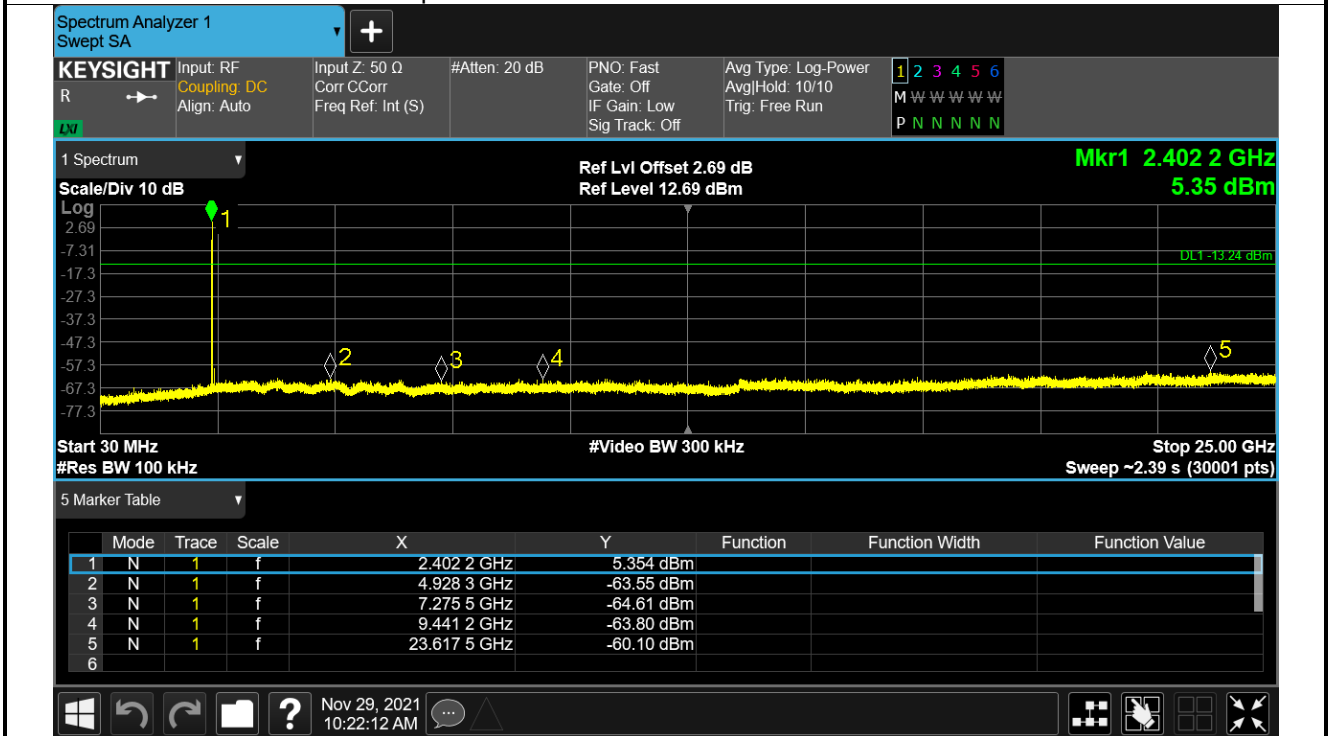 Spectrum Analyzer 1
Swept SA
+
KEYSIGHT Input: RF Input Z: 50 Ω #Atten: 20 dB PNO: Fast Avg Type: Log-Power 1 2 3 4 5 6
R Coupling: DC Corr CCorr Gate: Off Avg|Hold: 10/10 M W W W W W
Align: Auto Freq Ref: Int (S) IF Gain: Low Trig: Free Run
LXI Sig Track: Off P N N N N N
1 Spectrum Ref Lvl Offset 2.69 dB Mkr1 2.402 2 GHz
Scale/Div 10 dB Ref Level 12.69 dBm 5.35 dBm
Log
1
2.69
-7.31
DL1 -13.24 dBm
-17.3
-27.3
-37.3
-47.3
2 3 4 5
-57.3
-67.3
-77.3
Start 30 MHz #Video BW 300 kHz Stop 25.00 GHz
#Res BW 100 kHz Sweep ~2.39 s (30001 pts)
5 Marker Table
Mode Trace Scale X Y Function Function Width Function Value
1 N 1 f 2.402 2 GHz 5.354 dBm
2 N 1 f 4.928 3 GHz -63.55 dBm
3 N 1 f 7.275 5 GHz -64.61 dBm
4 N 1 f 9.441 2 GHz -63.80 dBm
5 N 1 f 23.617 5 GHz -60.10 dBm
6
? Nov 29, 2021
10:22:12 AM